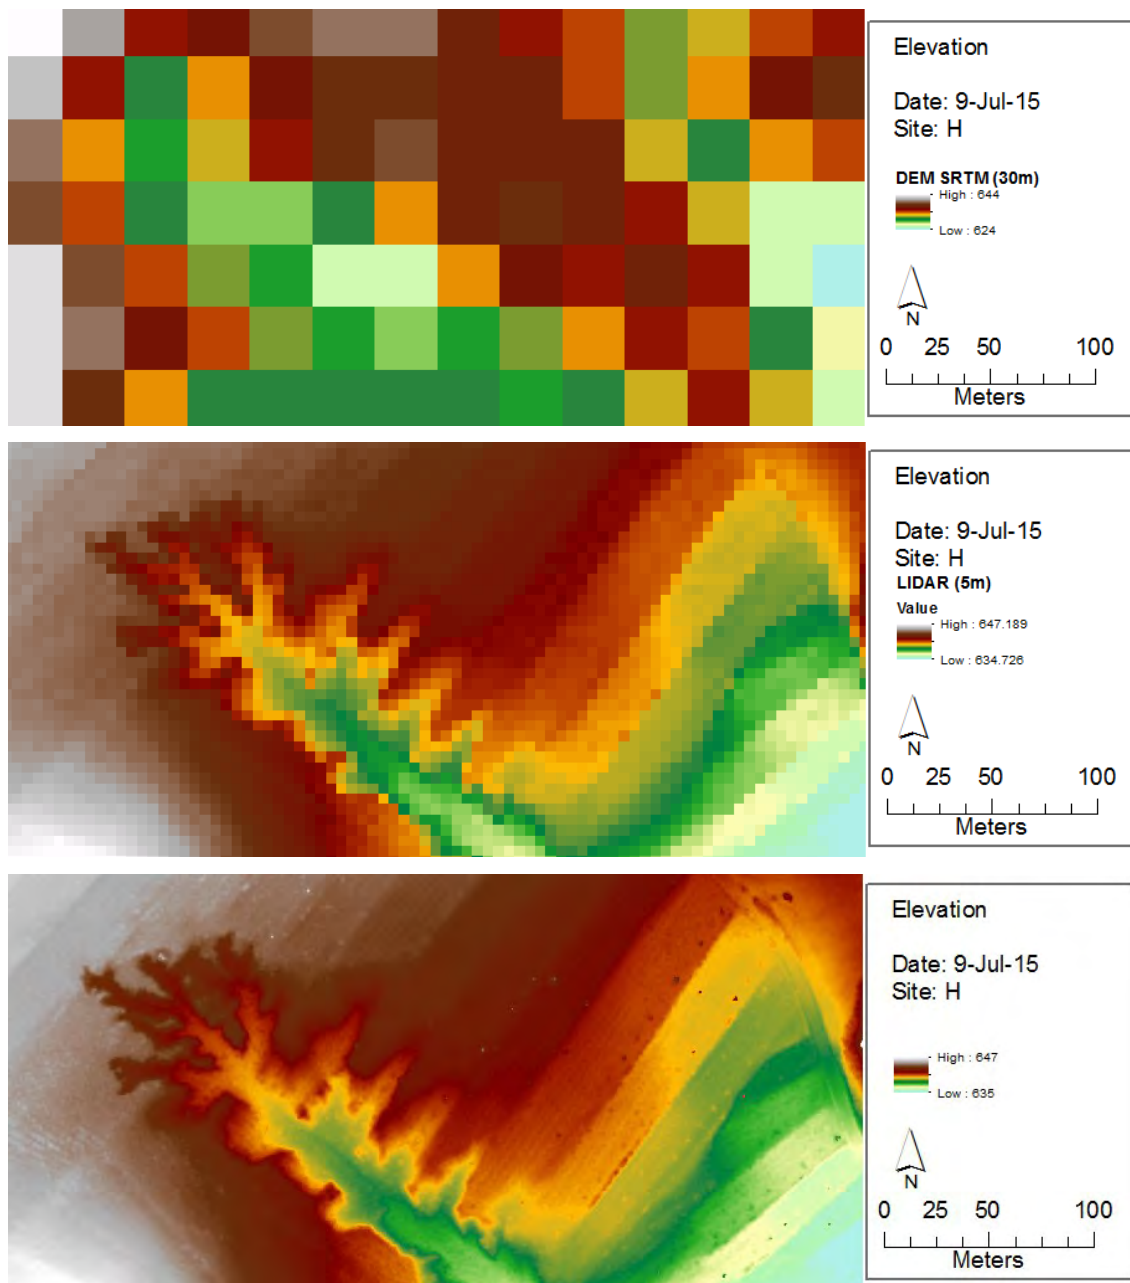 Elevation
Date: 9-Jul-15
Site: H
DEM SRTM (30m)
High : 644
Low : 624
N
0 25 50 100
Meters
Elevation
Date: 9-Jul-15
Site: H
LIDAR (5m)
Value
High : 647.189
Low : 634.726
N
0 25 50 100
Meters
Elevation
Date: 9-Jul-15
Site: H
High : 647
Low : 635
N
0 25 50 100
Meters